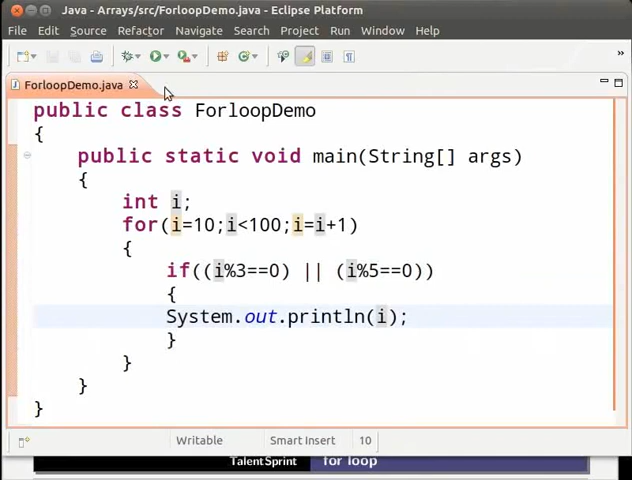 Java - Arrays/src/ForloopDemo.java - Eclipse Platform
File Edit Source Refactor Navigate Search Project Run Window Help
ForloopDemo.java
public class ForloopDemo
{
public static void main(String[] args)
{
int i;
for(i=10;i<100;i=i+1)
{
if((i%3==0) || (i%5==0))
{
System.out.println(i);
}
}
}
}
Writable Smart Insert 10
TalentSprint for loop